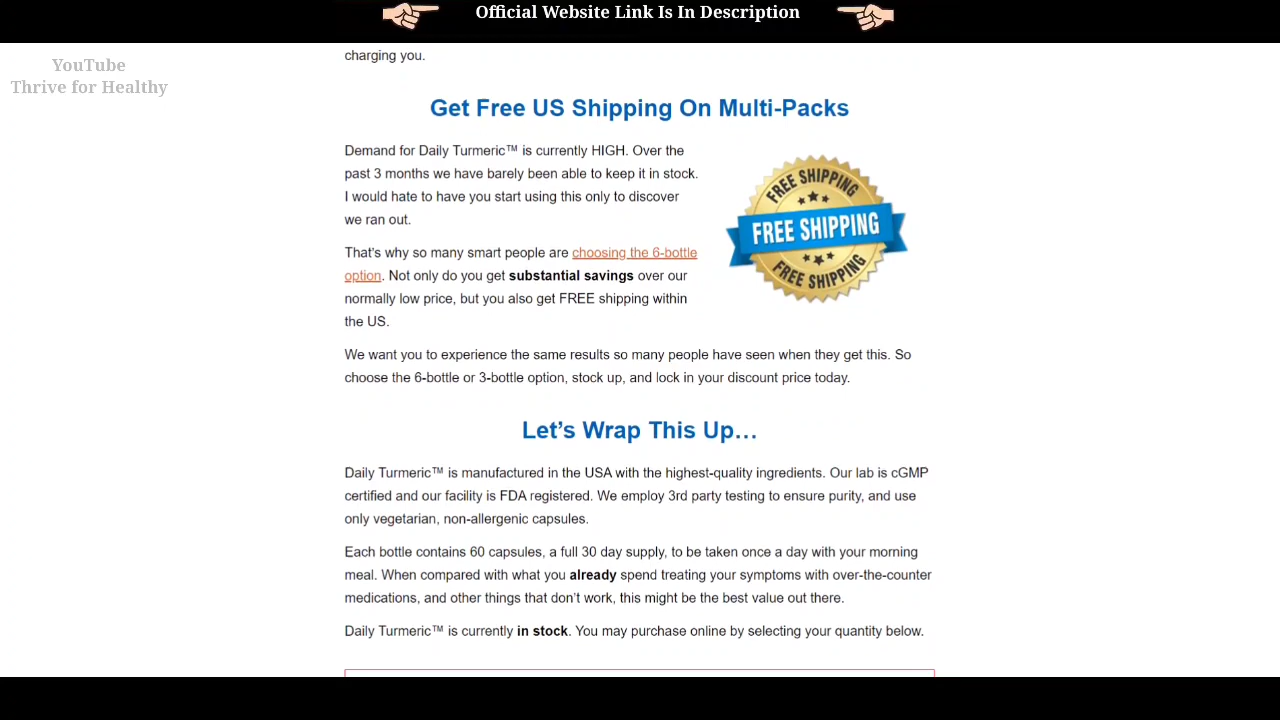 Official Website Link Is In Description
YouTube
Thrive for Healthy
charging you.
Get Free US Shipping On Multi-Packs
Demand for Daily Turmeric™ is currently HIGH. Over the
past 3 months we have barely been able to keep it in stock.
I would hate to have you start using this only to discover
we ran out.
FREE SHIPPING
FREE SHIPPING
FREE SHIPPING
That's why so many smart people are choosing the 6-bottle
option. Not only do you get substantial savings over our
normally low price, but you also get FREE shipping within
the US.
We want you to experience the same results so many people have seen when they get this. So
choose the 6-bottle or 3-bottle option, stock up, and lock in your discount price today.
Let's Wrap This Up…
Daily Turmeric™ is manufactured in the USA with the highest-quality ingredients. Our lab is cGMP
certified and our facility is FDA registered. We employ 3rd party testing to ensure purity, and use
only vegetarian, non-allergenic capsules.
Each bottle contains 60 capsules, a full 30 day supply, to be taken once a day with your morning
meal. When compared with what you already spend treating your symptoms with over-the-counter
medications, and other things that don't work, this might be the best value out there.
Daily Turmeric™ is currently in stock. You may purchase online by selecting your quantity below.